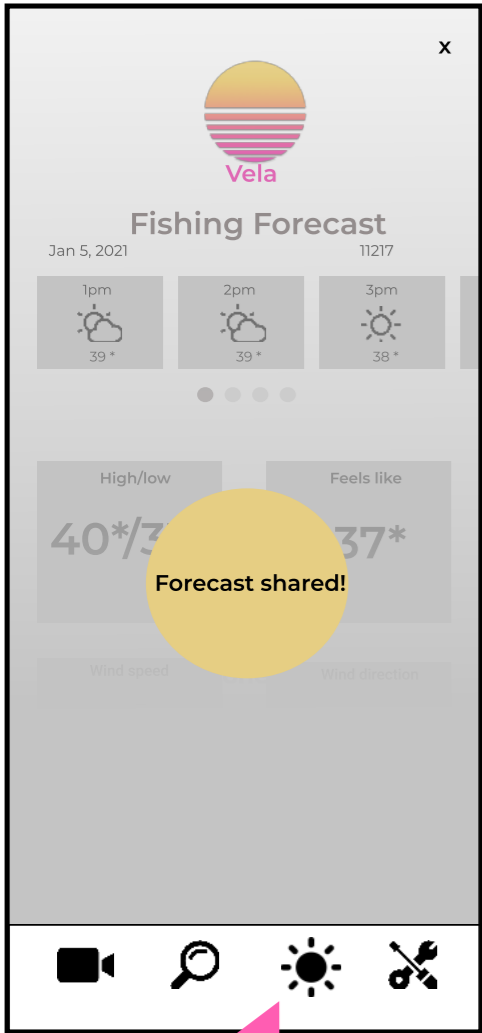 x
Vela
Fishing Forecast
Jan 5, 2021 11217
1pm 2pm 3pm
39 * 39 * 38 *
High/low Feels like
40*/3 37*
Forecast shared!
Wind speed Wind direction